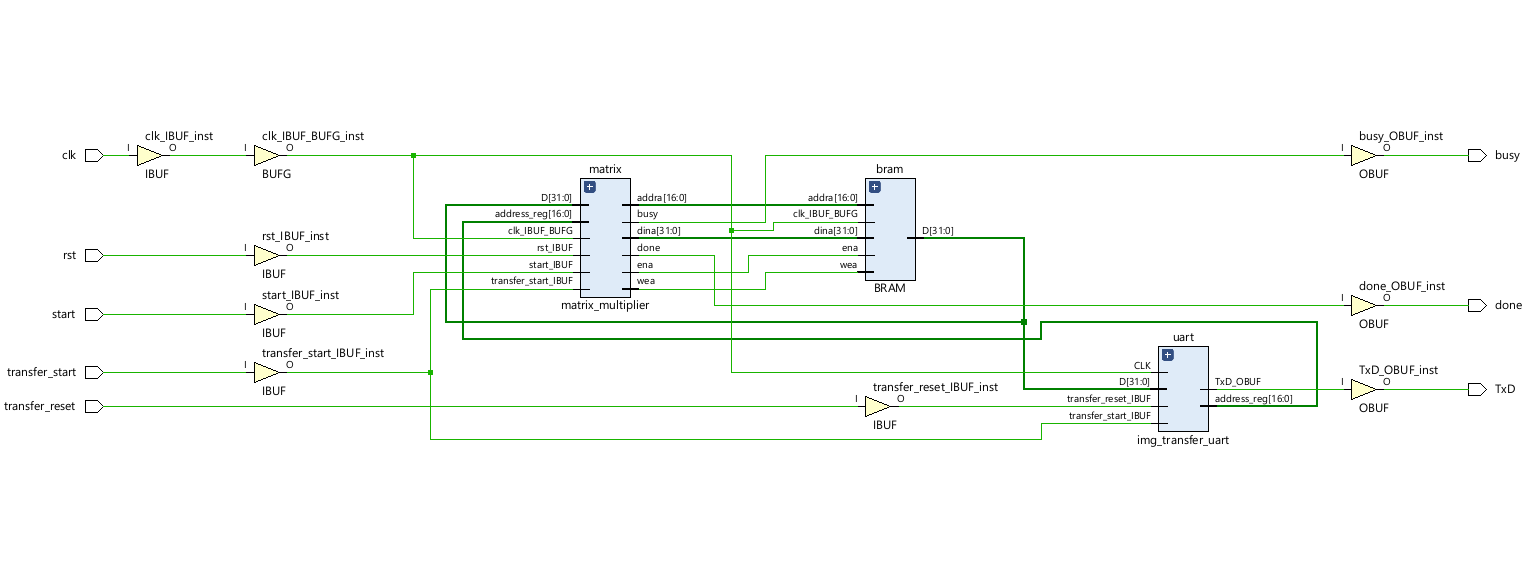 clk_IBUF_inst
clk_IBUF_BUFG_inst
busy_OBUF_inst
clk
I
O
I
O
I
O
busy
IBUF
BUFG
OBUF
matrix
bram
D[31:0]
addra[16:0]
addra[16:0]
address_reg[16:0]
busy
clk_IBUF_BUFG
clk_IBUF_BUFG
dina[31:0]
dina[31:0]
D[31:0]
rst_IBUF
done
ena
start_IBUF
ena
wea
transfer_start_IBUF
wea
matrix_multiplier
BRAM
rst_IBUF_inst
rst
I
O
IBUF
start_IBUF_inst
start
I
O
IBUF
done_OBUF_inst
I
O
done
OBUF
transfer_start_IBUF_inst
transfer_start
I
O
IBUF
uart
CLK
D[31:0]
TxD_OBUF
transfer_reset_IBUF
address_reg[16:0]
transfer_start_IBUF
img_transfer_uart
TxD_OBUF_inst
I
O
TxD
OBUF
transfer_reset_IBUF_inst
transfer_reset
I
O
IBUF